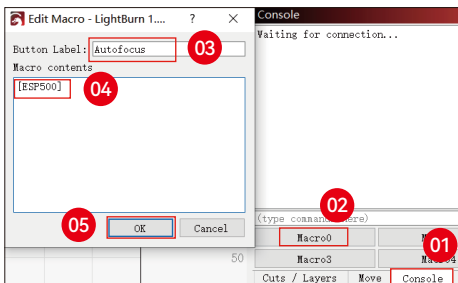 Edit Macro - LightBurn 1.... ? ×
Button Label: Autofocus
03
Macro contents
[ESP500]
04
05
OK Cancel
Console
Waiting for connection...
02
(type command here)
Macro0
01
Macro3
50
Cuts / Layers Move Console